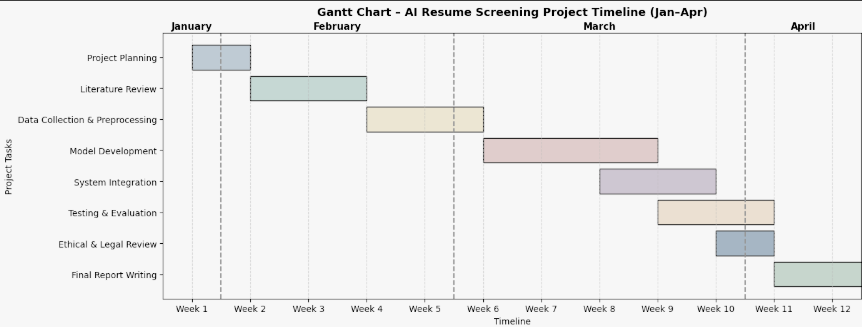 Gantt Chart – AI Resume Screening Project Timeline (Jan–Apr)
January February March April
Project Planning
Literature Review
Data Collection & Preprocessing
Model Development
System Integration
Testing & Evaluation
Ethical & Legal Review
Final Report Writing
Project Tasks
Week 1 Week 2 Week 3 Week 4 Week 5 Week 6 Week 7 Week 8 Week 9 Week 10 Week 11 Week 12
Timeline